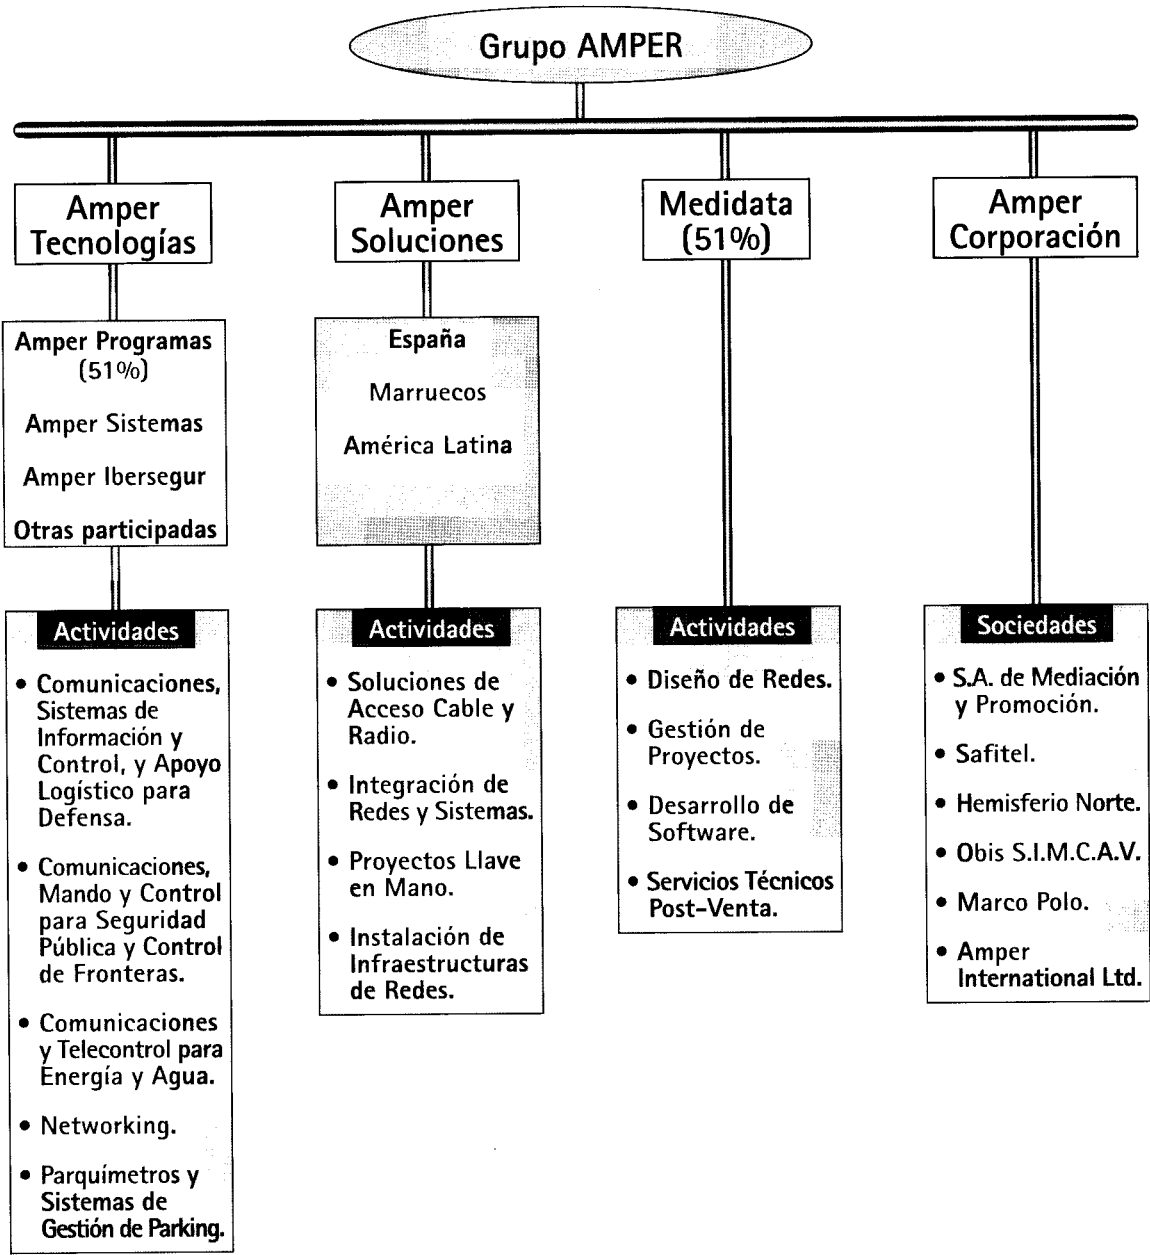 Grupo AMPER
Amper
Tecnologías
Amper
Soluciones
Medidata
(51%)
Amper
Corporación
Amper Programas
(51%)
Amper Sistemas
Amper Ibersegur
Otras participadas
España
Marruecos
América Latina
Actividades
• Comunicaciones,
Sistemas de
Información y
Control, y Apoyo
Logístico para
Defensa.
• Comunicaciones,
Mando y Control
para Seguridad
Pública y Control
de Fronteras.
• Comunicaciones
y Telecontrol para
Energía y Agua.
• Networking.
• Parquímetros y
Sistemas de
Gestión de Parking.
Actividades
• Soluciones de
Acceso Cable y
Radio.
• Integración de
Redes y Sistemas.
• Proyectos Llave
en Mano.
• Instalación de
Infraestructuras
de Redes.
Actividades
• Diseño de Redes.
• Gestión de
Proyectos.
• Desarrollo de
Software.
• Servicios Técnicos
Post-Venta.
Sociedades
• S.A. de Mediación
y Promoción.
• Safitel.
• Hemisferio Norte.
• Obis S.I.M.C.A.V.
• Marco Polo.
• Amper
International Ltd.